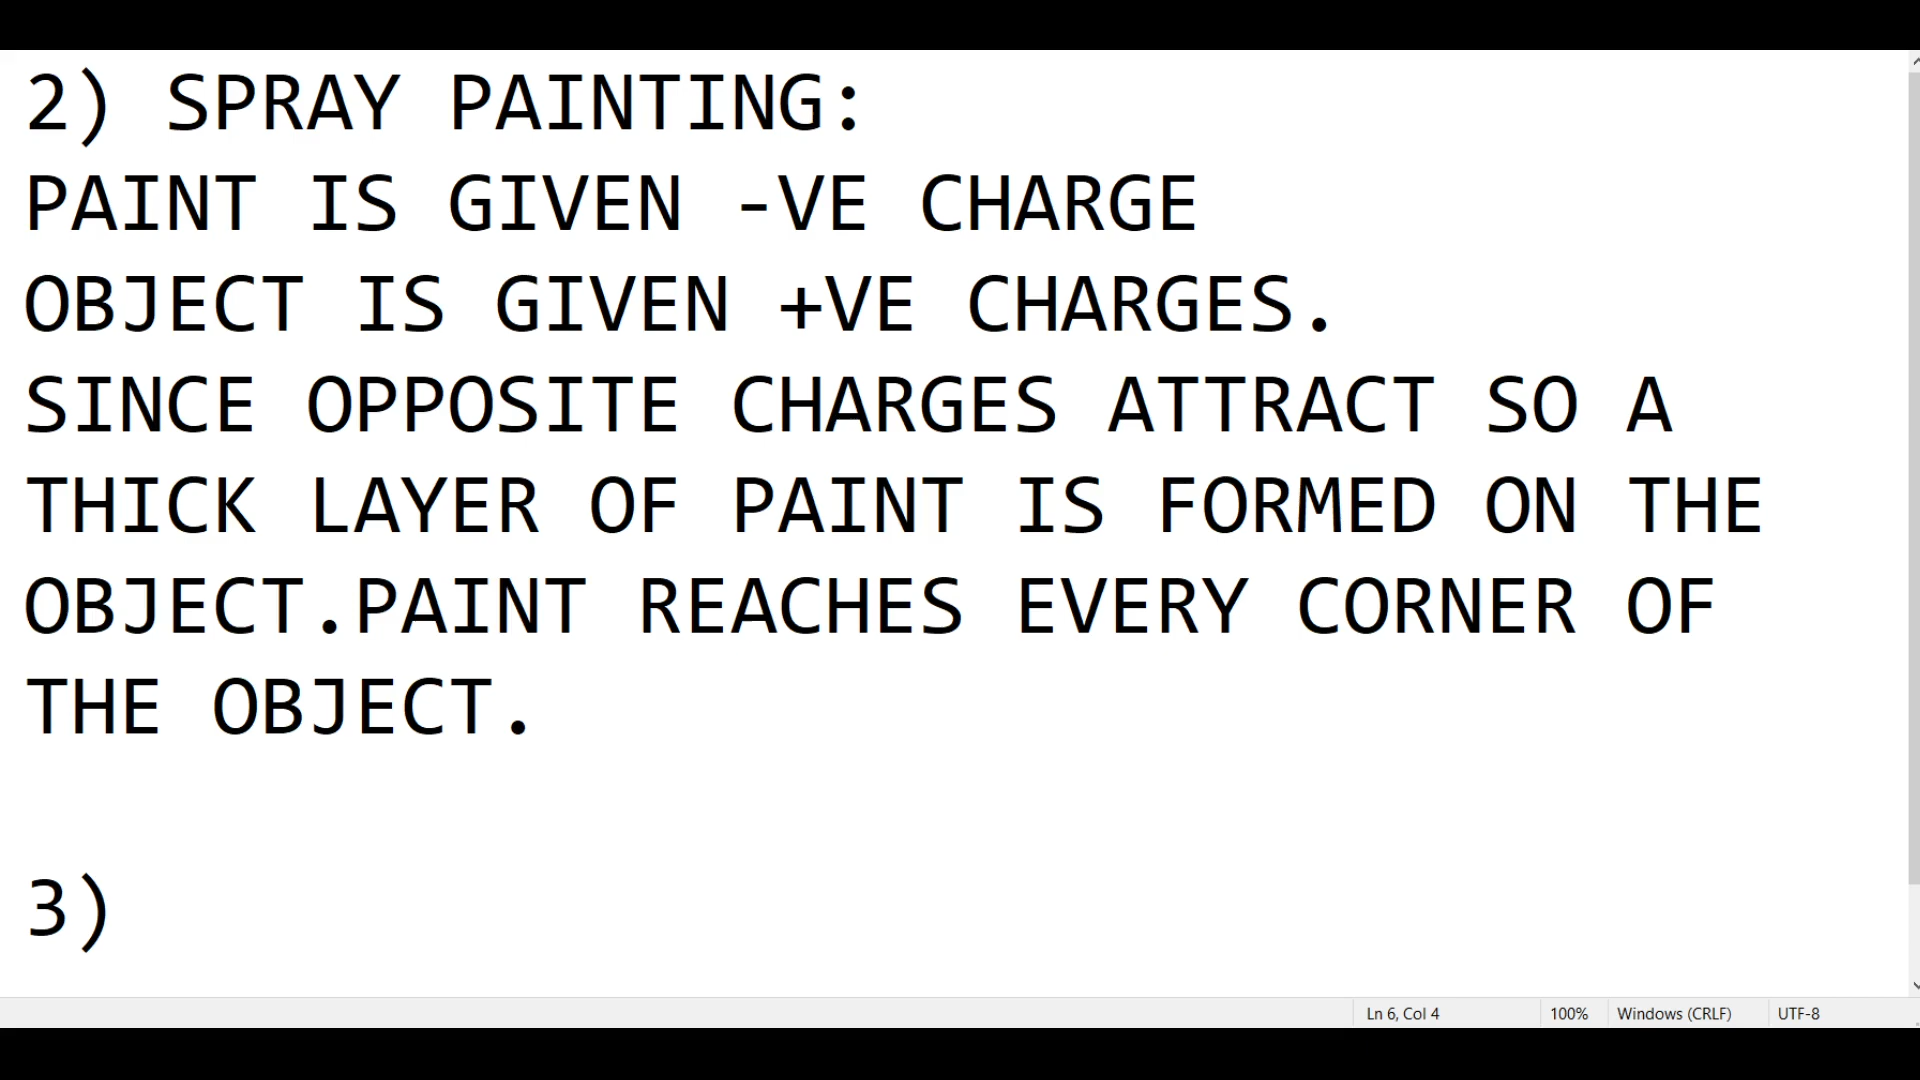 2) SPRAY PAINTING:
PAINT IS GIVEN -VE CHARGE
OBJECT IS GIVEN +VE CHARGES.
SINCE OPPOSITE CHARGES ATTRACT SO A
THICK LAYER OF PAINT IS FORMED ON THE
OBJECT.PAINT REACHES EVERY CORNER OF
THE OBJECT.
3)
Ln 6, Col 4 100% Windows (CRLF) UTF-8